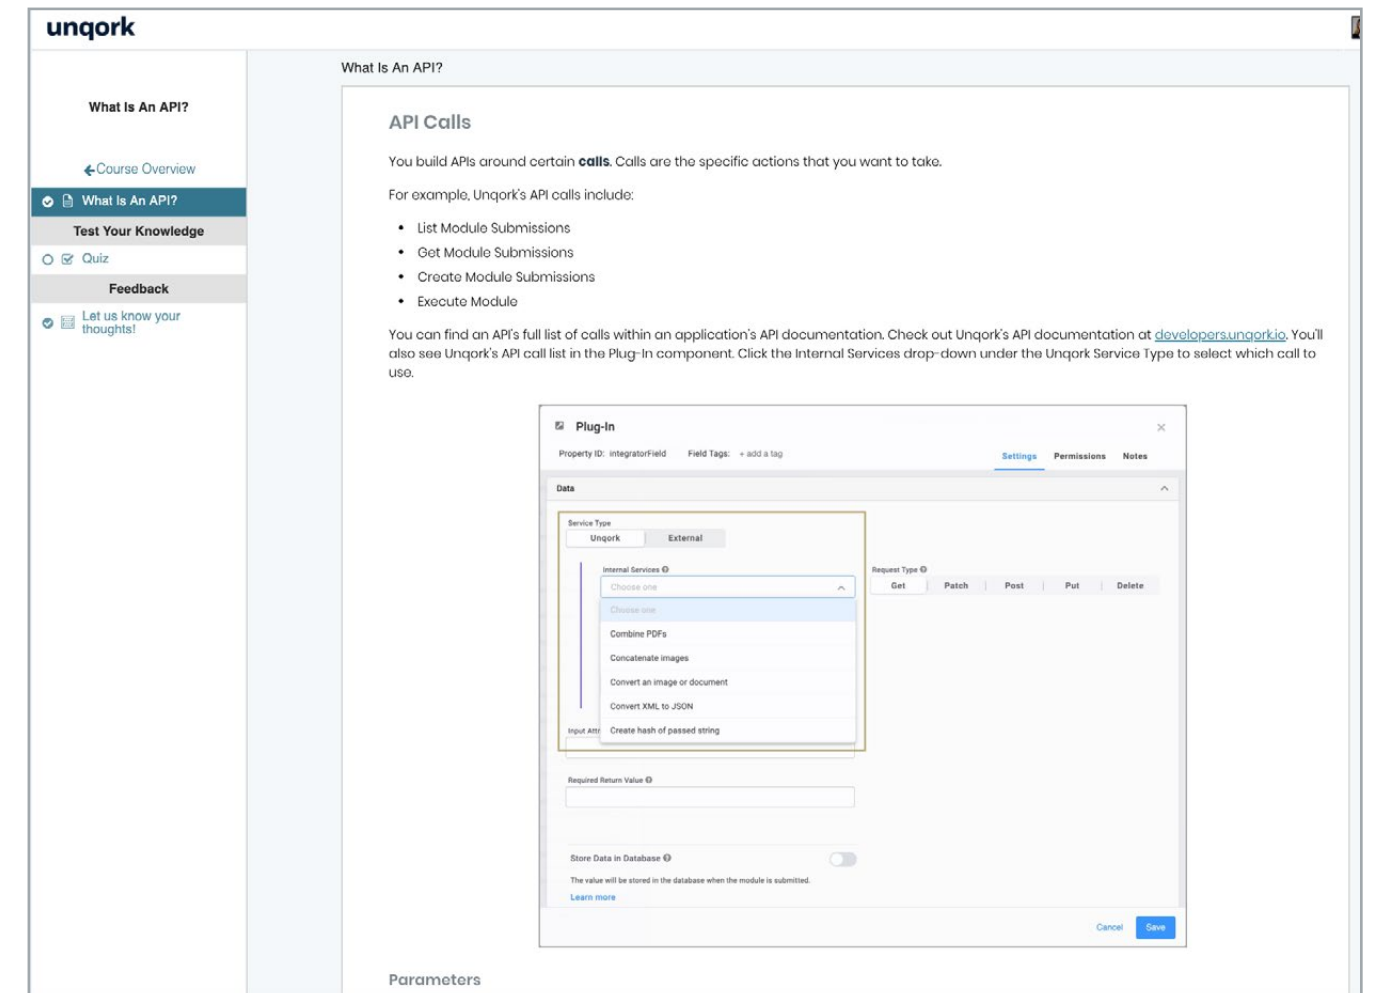 unqork
What Is An API?
What Is An API?
Course Overview
What Is An API?
Test Your Knowledge
Quiz
Feedback
Let us know your
thoughts!
API Calls
You build APIs around certain calls. Calls are the specific actions that you want to take.
For example, Unqork's API calls include:
• List Module Submissions
• Get Module Submissions
• Create Module Submissions
• Execute Module
You can find an API's full list of calls within an application's API documentation. Check out Unqork's API documentation at developers.unqork.io. You'll
also see Unqork's API call list in the Plug-In component. Click the Internal Services drop-down under the Unqork Service Type to select which call to
use.
Plug-In
Property ID: integratorField Field Tags: + add a tag
Settings Permissions Notes
Data
Service Type
Unqork External
Internal Services
Request Type
Choose one
Get Patch Post Put Delete
Choose one
Combine PDFs
Concatenate images
Convert an image or document
Convert XML to JSON
Create hash of passed string
Input Attr
Required Return Value
Store Data in Database
The value will be stored in the database when the module is submitted.
Learn more
Cancel Save
Parameters